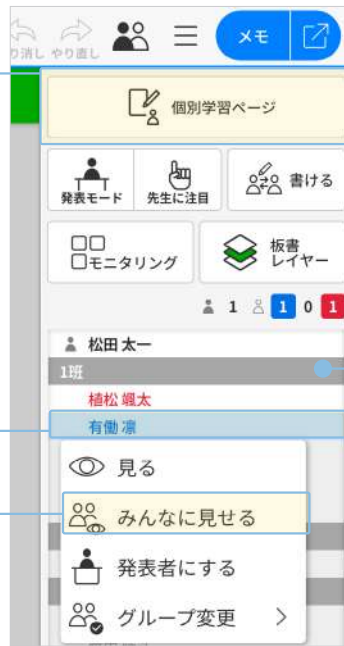 り消し やり直し
メモ
個別学習ページ
発表モード 先生に注目 書ける
モニタリング 板書
レイヤー
1 1 0 1
松田 太一
1班
植松 颯太
有働 凛
見る
みんなに見せる
発表者にする
グループ変更 >